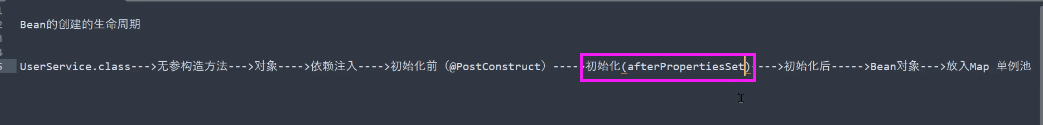 Bean的创建的生命周期
UserService.class--->无参构造方法--->对象---->依赖注入---->初始化前（@PostConstruct）---->初始化(afterPropertiesSet)---->初始化后----->Bean对象--->放入Map 单例池